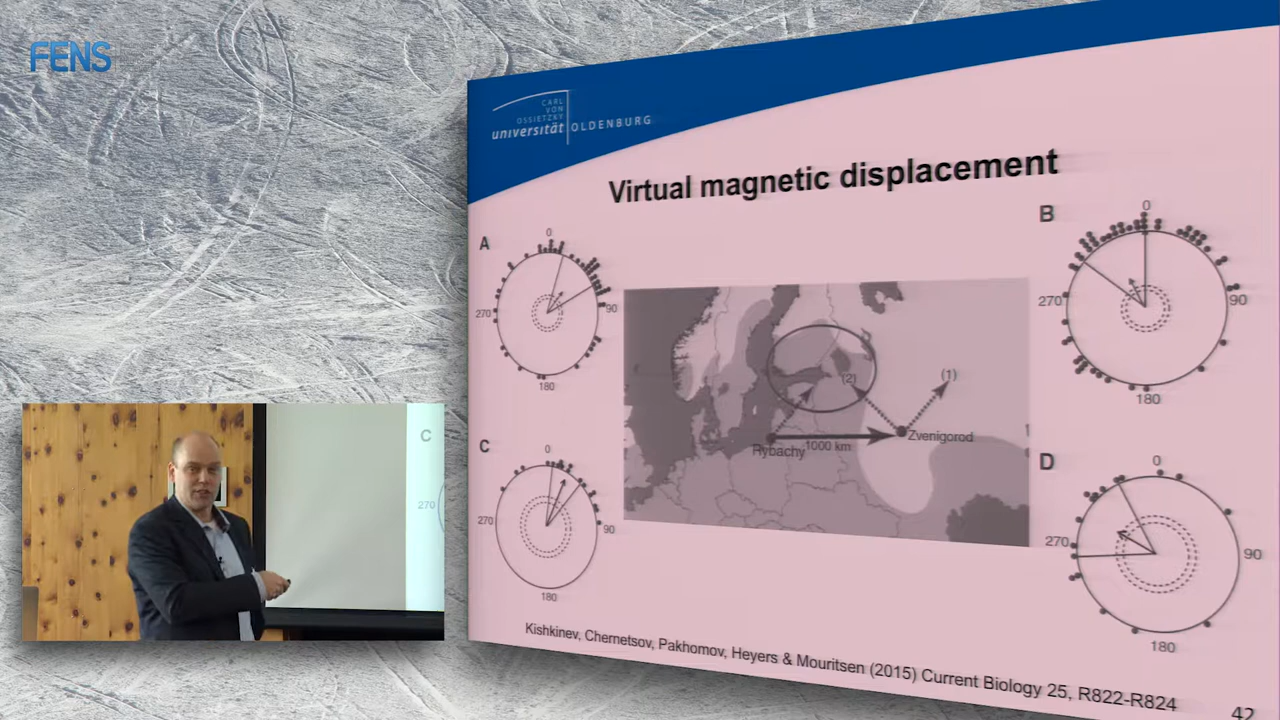 FENS
CARL
VON
OSSIETZKY
universität OLDENBURG
Virtual magnetic displacement
A
0
270
90
180
B
0
270
90
180
(1)
(2)
Rybachy
1000 km
Zvenigorod
C
0
270
90
180
D
0
270
90
180
C
270
Kishkinev, Chernetsov, Pakhomov, Heyers & Mouritsen (2015) Current Biology 25, R822-R824
42